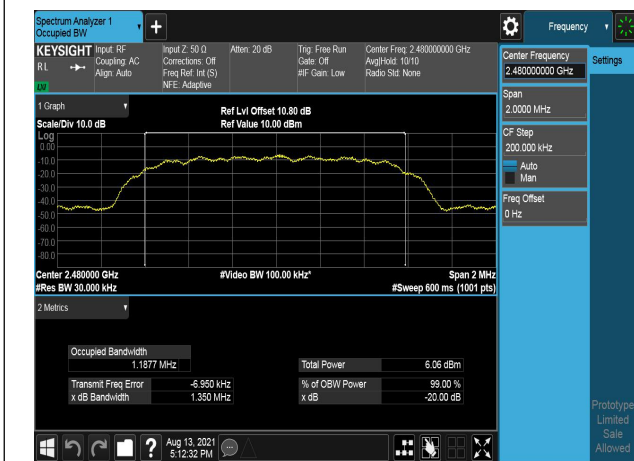 Spectrum Analyzer 1
Occupied BW
Frequency
KEYSIGHT
RL
LXI
Input: RF
Coupling: AC
Align: Auto
Input Z: 50 Ω
Corrections: Off
Freq Ref: Int (S)
NFE: Adaptive
Atten: 20 dB
Trig: Free Run
Gate: Off
#IF Gain: Low
Center Freq: 2.480000000 GHz
Avg|Hold: 10/10
Radio Std: None
Center Frequency
2.480000000 GHz
Settings
Span
2.0000 MHz
CF Step
200.000 kHz
Auto
Man
Freq Offset
0 Hz
1 Graph
Scale/Div 10.0 dB
Ref Lvl Offset 10.80 dB
Ref Value 10.00 dBm
Log
0.00
-10.0
-20.0
-30.0
-40.0
-50.0
-60.0
-70.0
-80.0
Center 2.480000 GHz
#Video BW 100.00 kHz*
Span 2 MHz
#Res BW 30.000 kHz
#Sweep 600 ms (1001 pts)
2 Metrics
Occupied Bandwidth
1.1877 MHz
Total Power 6.06 dBm
Transmit Freq Error -6.950 kHz
% of OBW Power 99.00 %
x dB Bandwidth 1.350 MHz
x dB -20.00 dB
Prototype
Limited
Sale
Allowed
?
Aug 13, 2021
5:12:32 PM